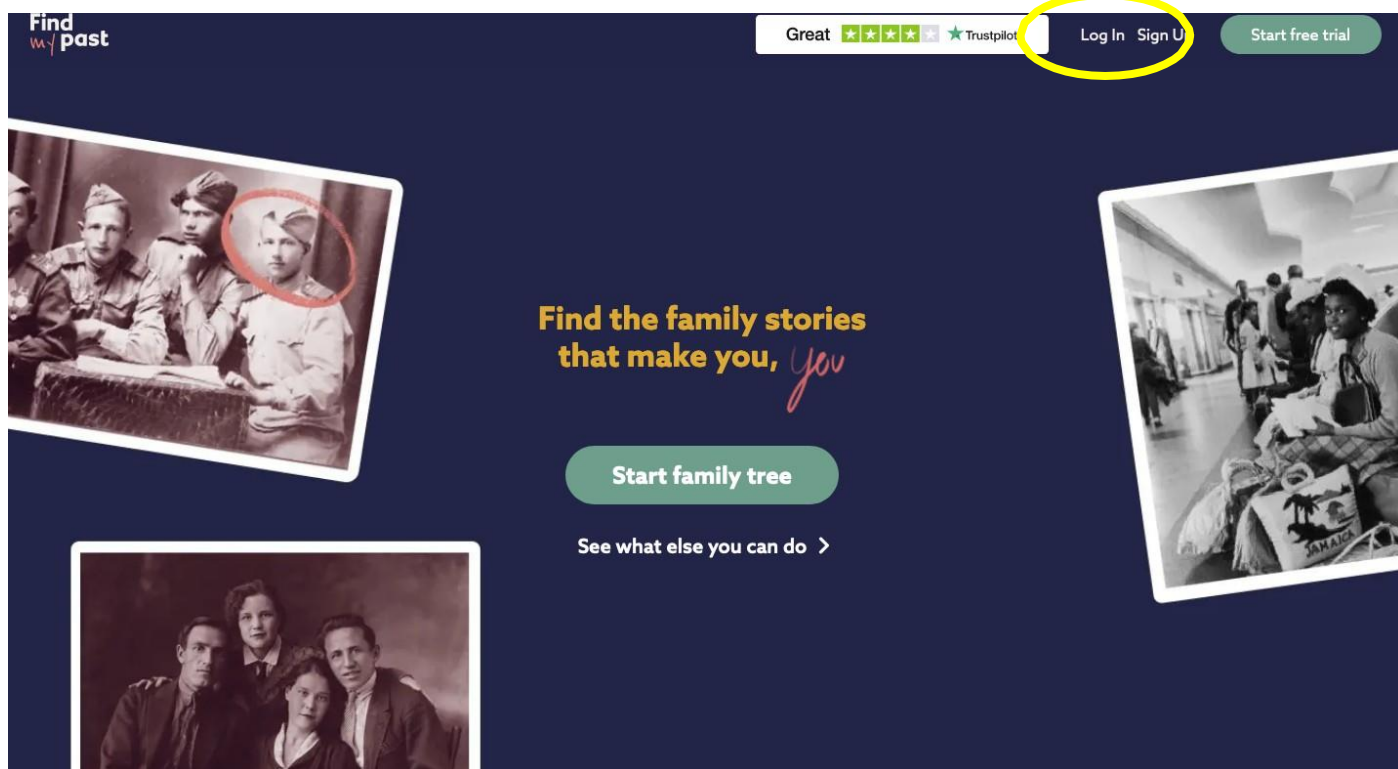 Find
my past
Great Trustpilot Log In Sign Up Start free trial
Find the family stories
that make you, you
Start family tree
See what else you can do
JAMAICA